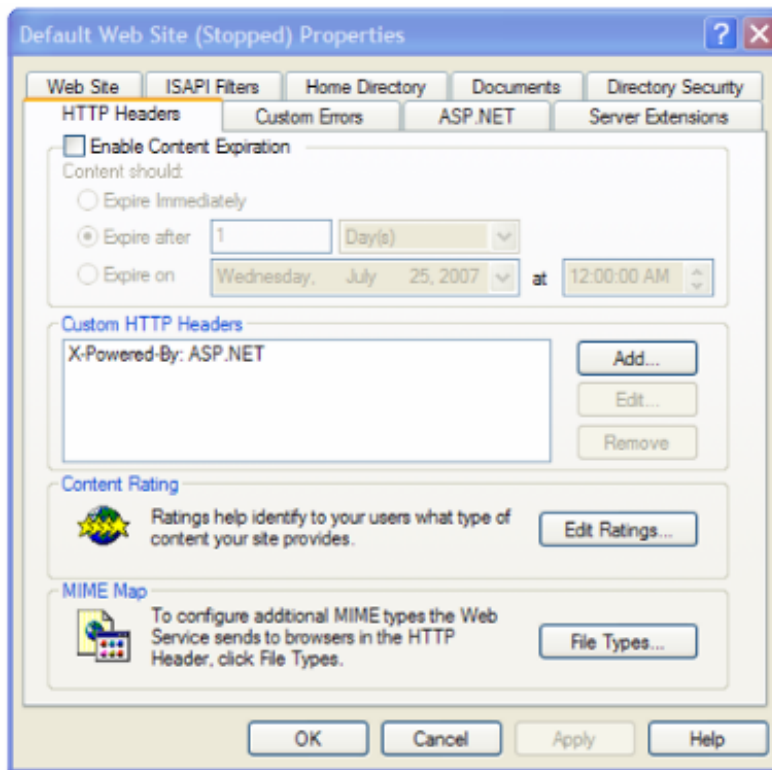 Default Web Site (Stopped) Properties
Web Site ISAPI Filters Home Directory Documents Directory Security
HTTP Headers Custom Errors ASP.NET Server Extensions
Enable Content Expiration
Content should:
Expire Immediately
Expire after 1 Day(s)
Expire on Wednesday, July 25, 2007 at 12:00:00 AM
Custom HTTP Headers
X-Powered-By: ASP.NET
Add...
Edit...
Remove
Content Rating
Ratings help identify to your users what type of
content your site provides.
Edit Ratings...
MIME Map
To configure addtional MIME types the Web
Service sends to browsers in the HTTP
Header, click File Types.
File Types...
OK Cancel Apply Help